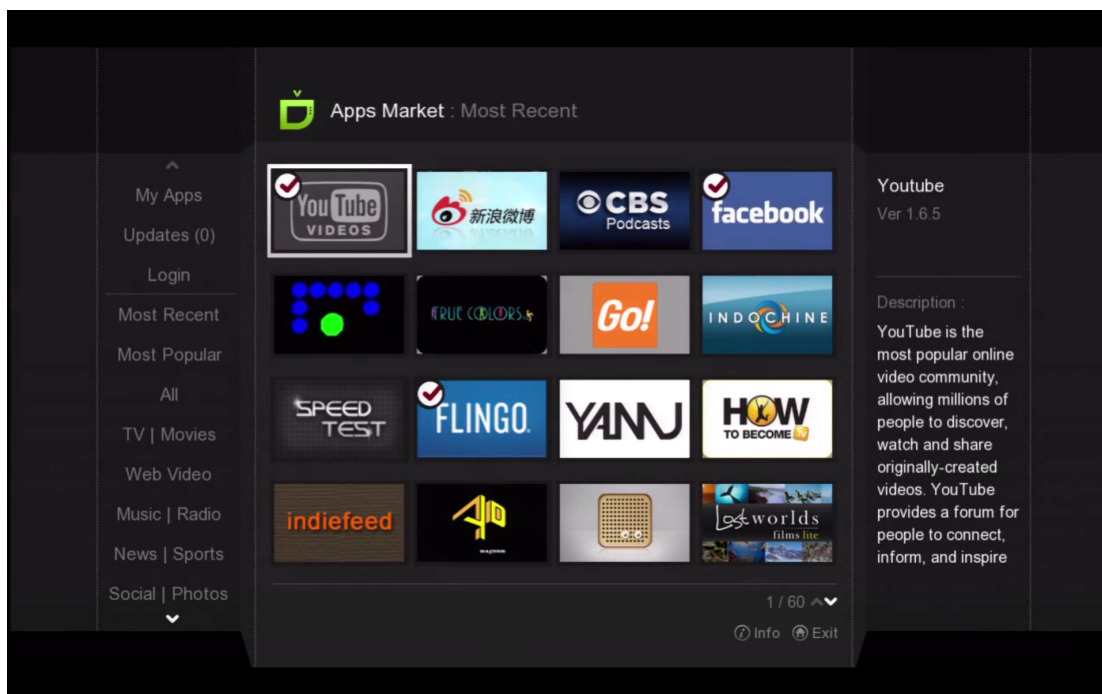 Apps Market : Most Recent
My Apps
Updates (0)
Login
Most Recent
Most Popular
All
TV | Movies
Web Video
Music | Radio
News | Sports
Social | Photos
You Tube
VIDEOS
新浪微博
CBS
Podcasts
facebook
TRUE COLORS
Go!
INDOCHINE
SPEED
TEST
FLINGO
YAMJ
HOW
TO BECOME TV
indiefeed
Lost worlds
films lite
1 / 60
Info Exit
Youtube
Ver 1.6.5
Description :
YouTube is the
most popular online
video community,
allowing millions of
people to discover,
watch and share
originally-created
videos. YouTube
provides a forum for
people to connect,
inform, and inspire